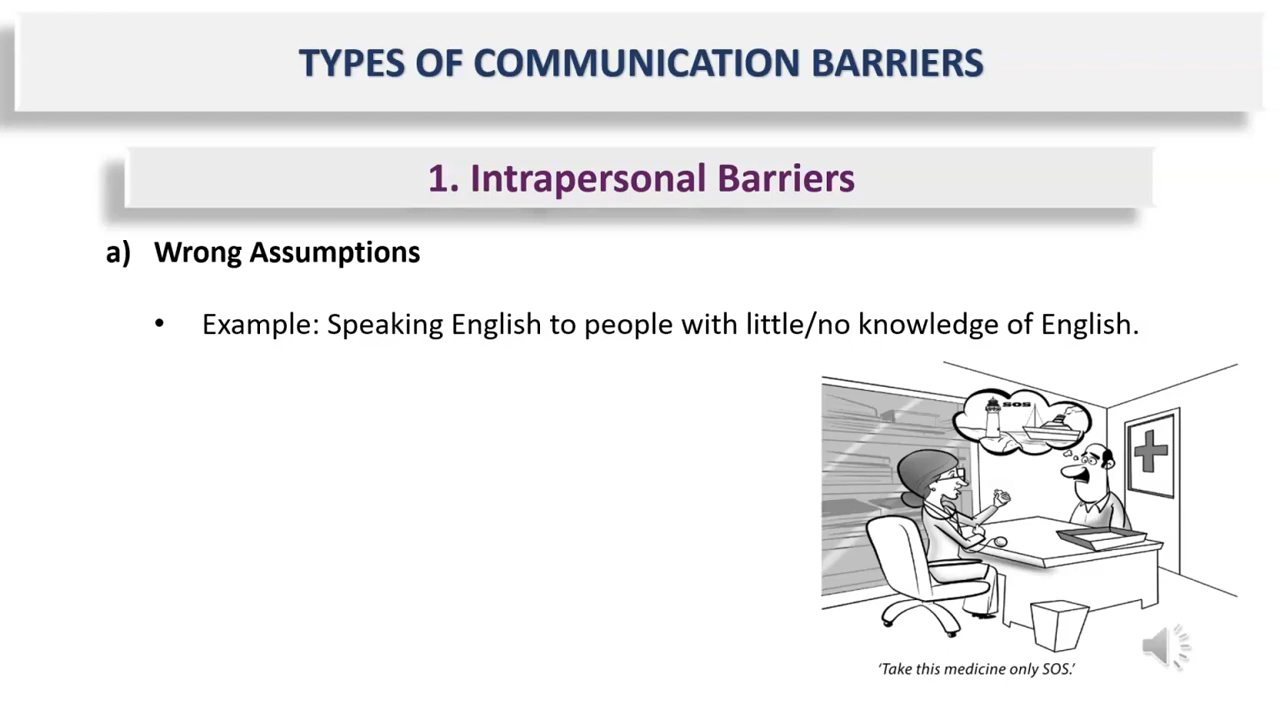 TYPES OF COMMUNICATION BARRIERS
1. Intrapersonal Barriers
a) Wrong Assumptions
• Example: Speaking English to people with little/no knowledge of English.
SOS
‘Take this medicine only SOS.’